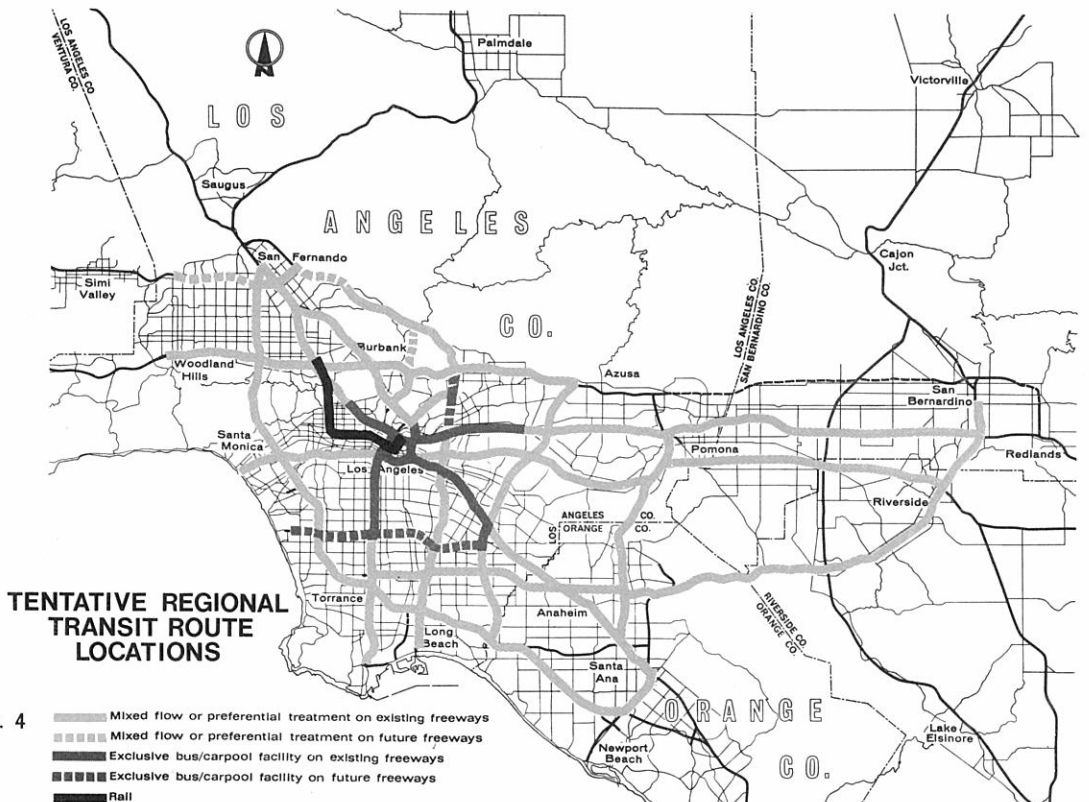 LOS ANGELES CO.
VENTURA CO.
Palmdale
Victorville
LOS
Saugus
ANGELES
San Fernando
Cajon
Jct.
Simi
Valley
CO.
LOS ANGELES CO.
SAN BERNARDINO CO.
Burbank
Woodland
Hills
Azusa
San
Bernardino
Santa
Monica
Pomona
Redlands
Los Angeles
Riverside
LOS ANGELES CO.
ORANGE CO.
TENTATIVE REGIONAL
TRANSIT ROUTE
LOCATIONS
Torrance
Anaheim
Long
Beach
RIVERSIDE CO.
ORANGE CO.
Santa
Ana
ORANGE
Lake
Elsinore
Newport
Beach
CO.
. 4
Mixed flow or preferential treatment on existing freeways
Mixed flow or preferential treatment on future freeways
Exclusive bus/carpool facility on existing freeways
Exclusive bus/carpool facility on future freeways
Rail